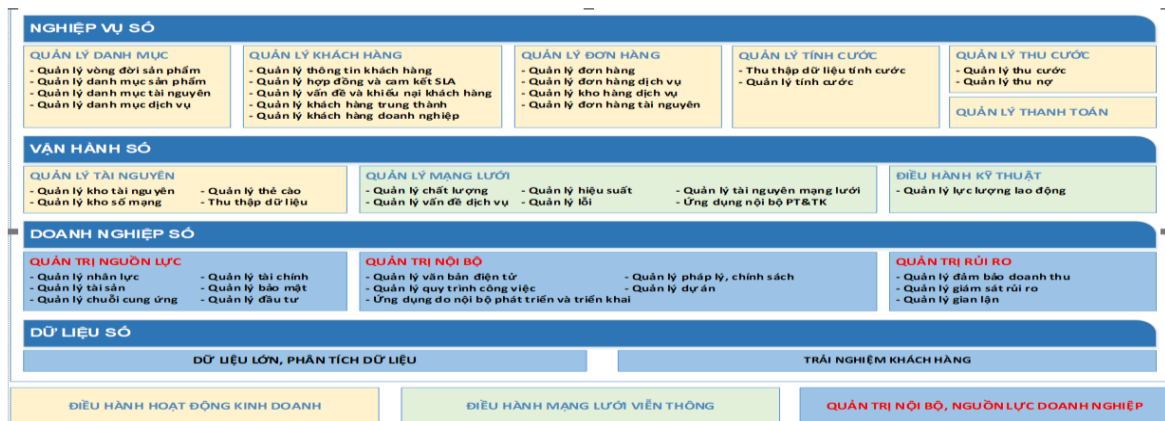 NGHIỆP VỤ SỐ
QUẢN LÝ DANH MỤC
- Quản lý vòng đời sản phẩm
- Quản lý danh mục sản phẩm
- Quản lý danh mục tài nguyên
- Quản lý danh mục dịch vụ
QUẢN LÝ KHÁCH HÀNG
- Quản lý thông tin khách hàng
- Quản lý hợp đồng và cam kết SLA
- Quản lý vấn đề và khiếu nại khách hàng
- Quản lý khách hàng trung thành
- Quản lý khách hàng doanh nghiệp
QUẢN LÝ ĐƠN HÀNG
- Quản lý đơn hàng
- Quản lý đơn hàng dịch vụ
- Quản lý kho hàng dịch vụ
- Quản lý đơn hàng tài nguyên
QUẢN LÝ TÍNH CƯỚC
- Thu thập dữ liệu tính cước
- Quản lý tính cước
QUẢN LÝ THU CƯỚC
- Quản lý thu cước
- Quản lý thu nợ
QUẢN LÝ THANH TOÁN
VẬN HÀNH SỐ
QUẢN LÝ TÀI NGUYÊN
- Quản lý kho tài nguyên
- Quản lý kho số mạng
- Quản lý thẻ cào
- Thu thập dữ liệu
QUẢN LÝ MẠNG LƯỚI
- Quản lý chất lượng
- Quản lý vấn đề dịch vụ
- Quản lý hiệu suất
- Quản lý lỗi
- Quản lý tài nguyên mạng lưới
- Ứng dụng nội bộ PT&TK
ĐIỀU HÀNH KỸ THUẬT
- Quản lý lực lượng lao động
DOANH NGHIỆP SỐ
QUẢN TRỊ NGUỒN LỰC
- Quản lý nhân lực
- Quản lý tài sản
- Quản lý chuỗi cung ứng
- Quản lý tài chính
- Quản lý bảo mật
- Quản lý đầu tư
QUẢN TRỊ NỘI BỘ
- Quản lý văn bản điện tử
- Quản lý quy trình công việc
- Ứng dụng do nội bộ phát triển và triển khai
- Quản lý pháp lý, chính sách
- Quản lý dự án
QUẢN TRỊ RỦI RO
- Quản lý đảm bảo doanh thu
- Quản lý giám sát rủi ro
- Quản lý gian lận
DỮ LIỆU SỐ
DỮ LIỆU LỚN, PHÂN TÍCH DỮ LIỆU
TRẢI NGHIỆM KHÁCH HÀNG
ĐIỀU HÀNH HOẠT ĐỘNG KINH DOANH
ĐIỀU HÀNH MẠNG LƯỚI VIỄN THÔNG
QUẢN TRỊ NỘI BỘ, NGUỒN LỰC DOANH NGHIỆP